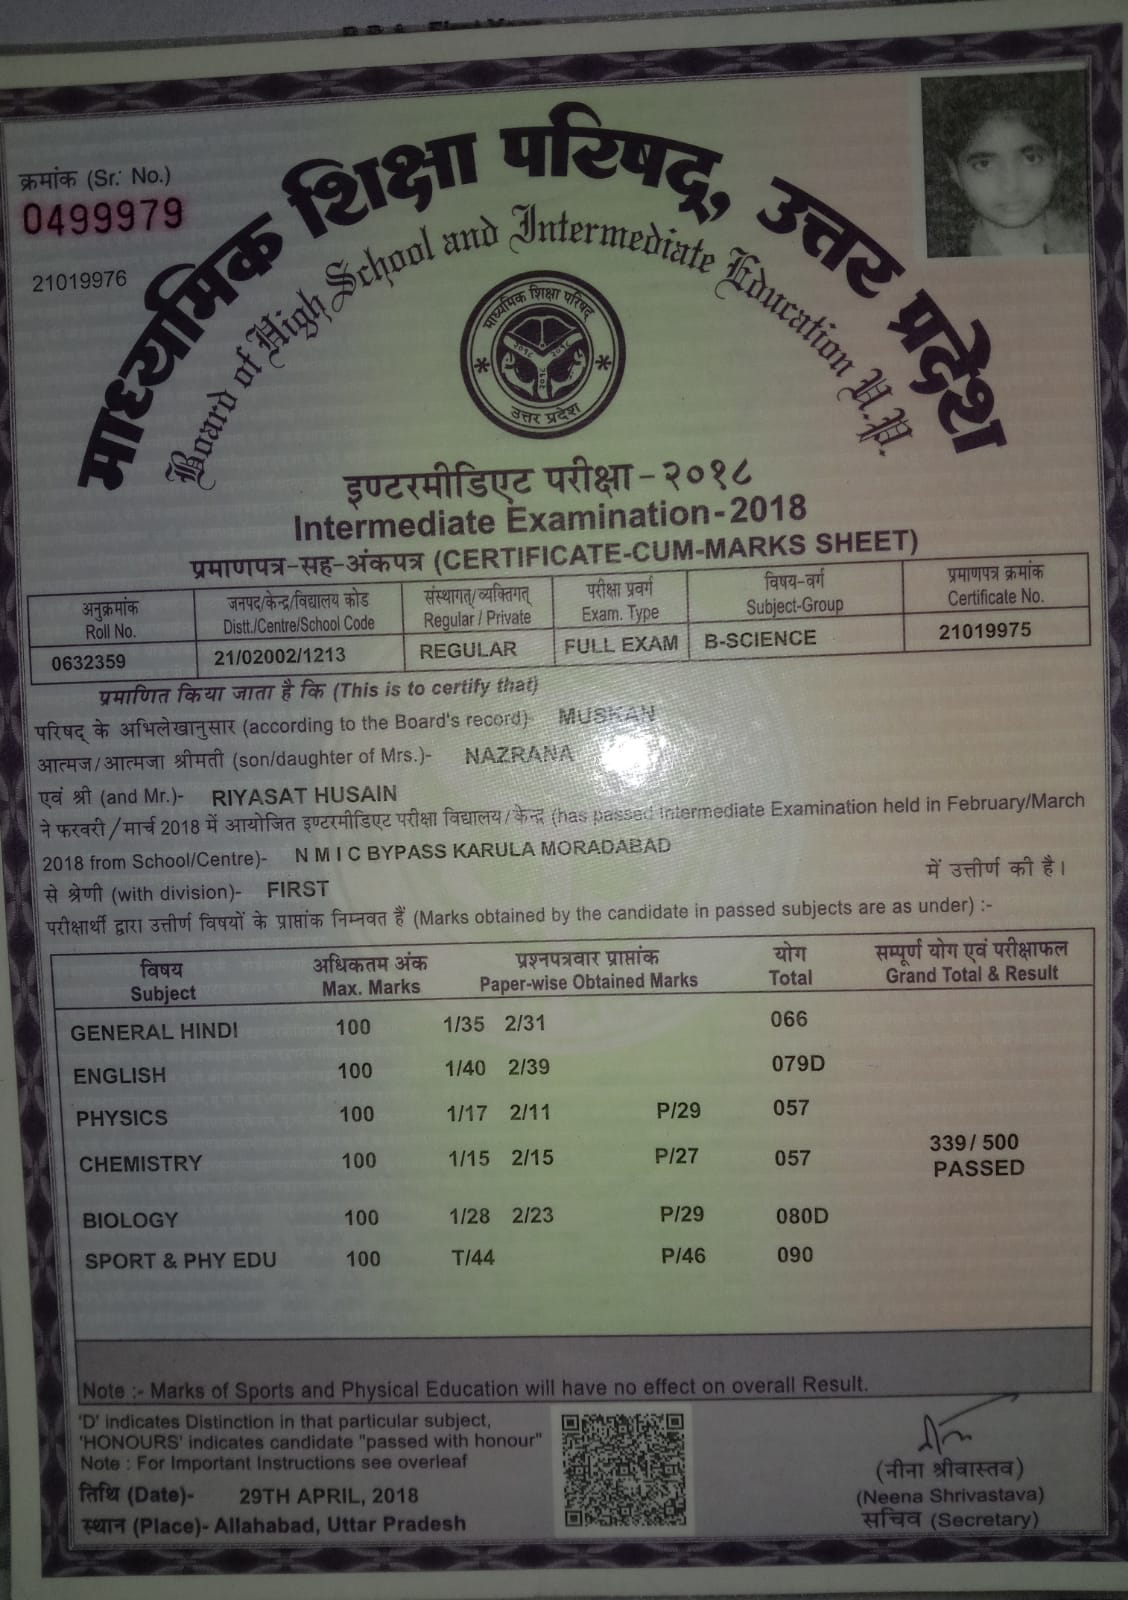 क्रमांक (Sr. No.)
0499979
21019976
माध्यमिक शिक्षा परिषद्, उत्तर प्रदेश
Board of High School and Intermediate Education U.P.
माध्यमिक शिक्षा परिषद्
२०१८ २०१८
२०१८
उत्तर प्रदेश
इण्टरमीडिएट परीक्षा - २०१८
Intermediate Examination-2018
प्रमाणपत्र-सह-अंकपत्र (CERTIFICATE-CUM-MARKS SHEET)
अनुक्रमांक जनपद/केन्द्र/विद्यालय कोड संस्थागत्/व्यक्तिगत् परीक्षा प्रवर्ग विषय-वर्ग प्रमाणपत्र क्रमांक
Roll No. Distt./Centre/School Code Regular / Private Exam. Type Subject-Group Certificate No.
0632359 21/02002/1213 REGULAR FULL EXAM B-SCIENCE 21019975
प्रमाणित किया जाता है कि (This is to certify that)
परिषद् के अभिलेखानुसार (according to the Board's record)- MUSKAN
आत्मज/आत्मजा श्रीमती (son/daughter of Mrs.)- NAZRANA
एवं श्री (and Mr.)- RIYASAT HUSAIN
ने फरवरी/मार्च 2018 में आयोजित इण्टरमीडिएट परीक्षा विद्यालय/केन्द्र (has passed Intermediate Examination held in February/March
2018 from School/Centre)- N M I C BYPASS KARULA MORADABAD
से श्रेणी (with division)- FIRST में उत्तीर्ण की है।
परीक्षार्थी द्वारा उत्तीर्ण विषयों के प्राप्तांक निम्नवत हैं (Marks obtained by the candidate in passed subjects are as under) :-
विषय अधिकतम अंक प्रश्नपत्रवार प्राप्तांक योग सम्पूर्ण योग एवं परीक्षाफल
Subject Max. Marks Paper-wise Obtained Marks Total Grand Total & Result
GENERAL HINDI 100 1/35 2/31 066
ENGLISH 100 1/40 2/39 079D
PHYSICS 100 1/17 2/11 P/29 057
CHEMISTRY 100 1/15 2/15 P/27 057 339 / 500
PASSED
BIOLOGY 100 1/28 2/23 P/29 080D
SPORT & PHY EDU 100 T/44 P/46 090
Note :- Marks of Sports and Physical Education will have no effect on overall Result.
'D' indicates Distinction in that particular subject,
'HONOURS' indicates candidate "passed with honour"
Note : For Important Instructions see overleaf
तिथि (Date)- 29TH APRIL, 2018
स्थान (Place)- Allahabad, Uttar Pradesh
(नीना श्रीवास्तव)
(Neena Shrivastava)
सचिव (Secretary)